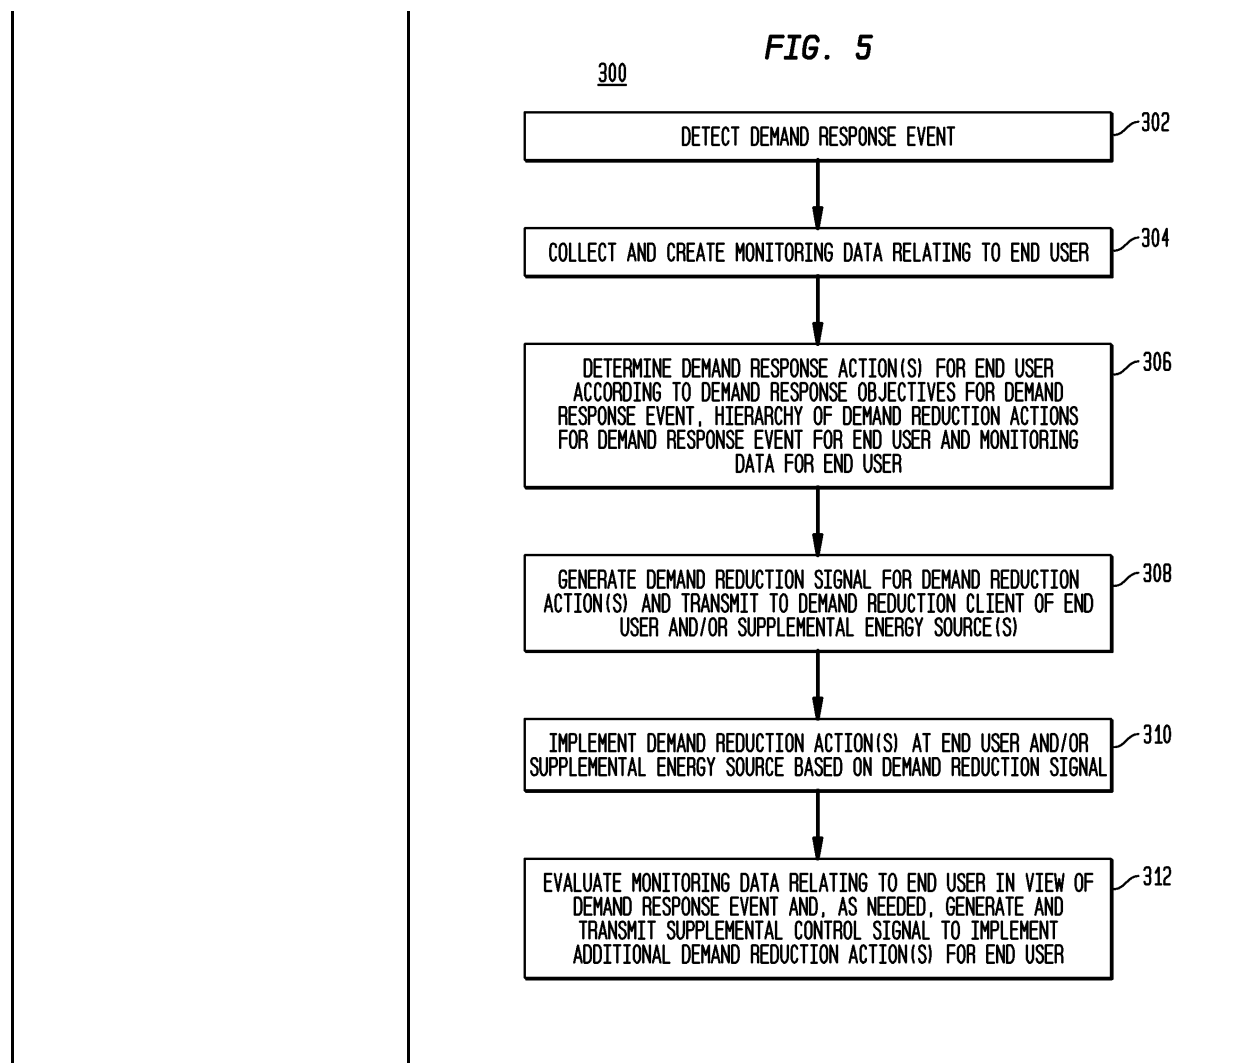 FIG. 5
300
DETECT DEMAND RESPONSE EVENT
302
COLLECT AND CREATE MONITORING DATA RELATING TO END USER
304
DETERMINE DEMAND RESPONSE ACTION(S) FOR END USER
ACCORDING TO DEMAND RESPONSE OBJECTIVES FOR DEMAND
RESPONSE EVENT, HIERARCHY OF DEMAND REDUCTION ACTIONS
FOR DEMAND RESPONSE EVENT FOR END USER AND MONITORING
DATA FOR END USER
306
GENERATE DEMAND REDUCTION SIGNAL FOR DEMAND REDUCTION
ACTION(S) AND TRANSMIT TO DEMAND REDUCTION CLIENT OF END
USER AND/OR SUPPLEMENTAL ENERGY SOURCE(S)
308
IMPLEMENT DEMAND REDUCTION ACTION(S) AT END USER AND/OR
SUPPLEMENTAL ENERGY SOURCE BASED ON DEMAND REDUCTION SIGNAL
310
EVALUATE MONITORING DATA RELATING TO END USER IN VIEW OF
DEMAND RESPONSE EVENT AND, AS NEEDED, GENERATE AND
TRANSMIT SUPPLEMENTAL CONTROL SIGNAL TO IMPLEMENT
ADDITIONAL DEMAND REDUCTION ACTION(S) FOR END USER
312